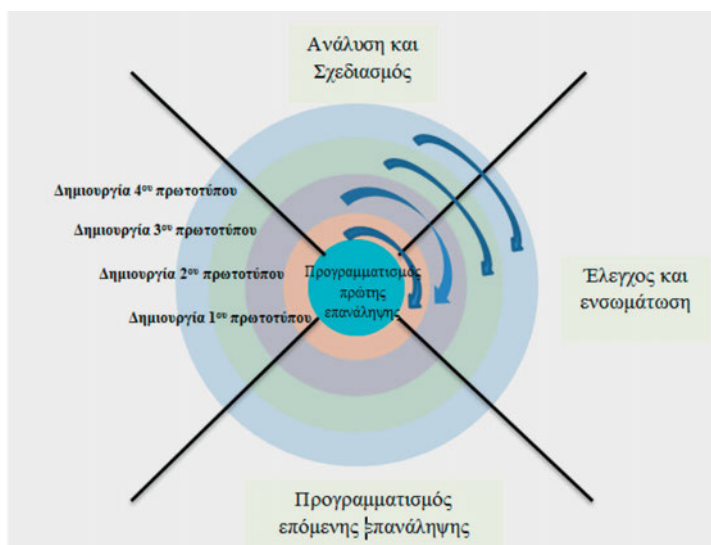 Ανάλυση και
Σχεδιασμός
Δημιουργία 4ου πρωτοτύπου
Δημιουργία 3ου πρωτοτύπου
Δημιουργία 2ου πρωτοτύπου
Δημιουργία 1ου πρωτοτύπου
Προγραμματισμός
πρώτης
επανάληψης
Έλεγχος και
ενσωμάτωση
Προγραμματισμός
επόμενης επανάληψης